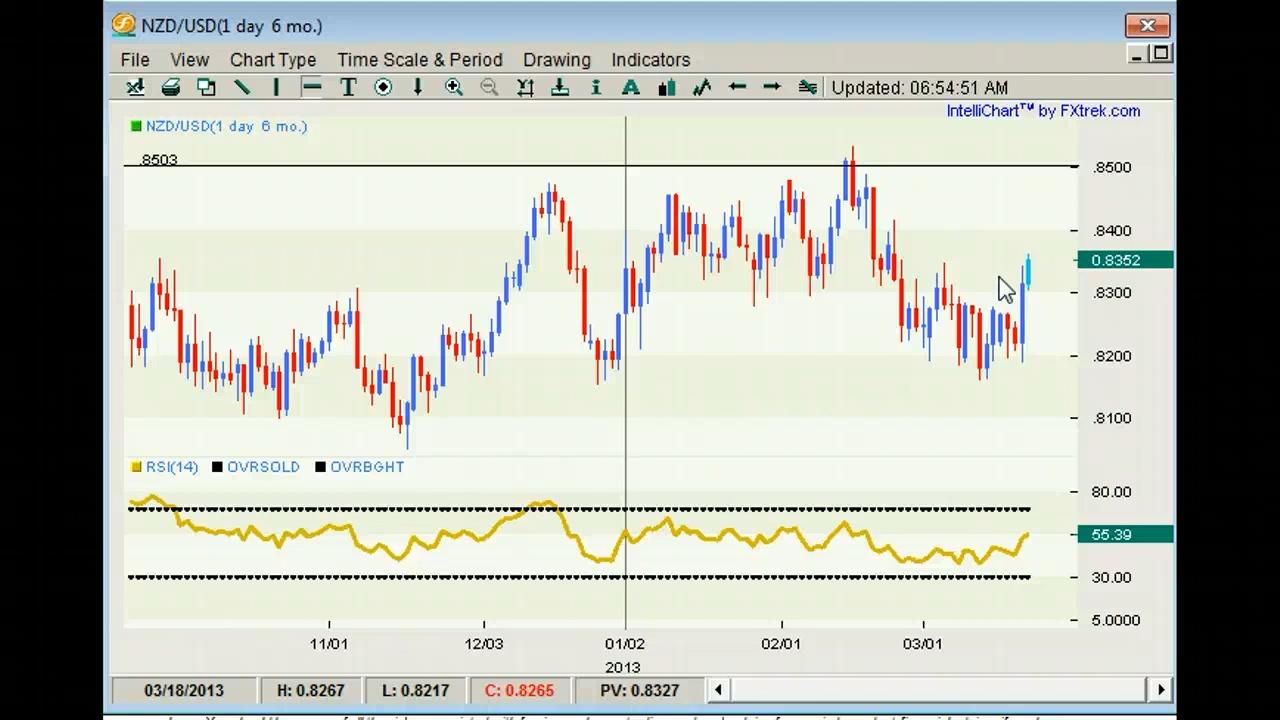 NZD/USD(1 day 6 mo.)
File View Chart Type Time Scale & Period Drawing Indicators
Updated: 06:54:51 AM
IntelliChart™ by FXtrek.com
NZD/USD(1 day 6 mo.)
.8503
.8500
.8400
0.8352
.8300
.8200
.8100
RSI(14) OVRSOLD OVRBGHT
80.00
55.39
30.00
5.0000
11/01 12/03 01/02 02/01 03/01
2013
03/18/2013 H: 0.8267 L: 0.8217 C: 0.8265 PV: 0.8327